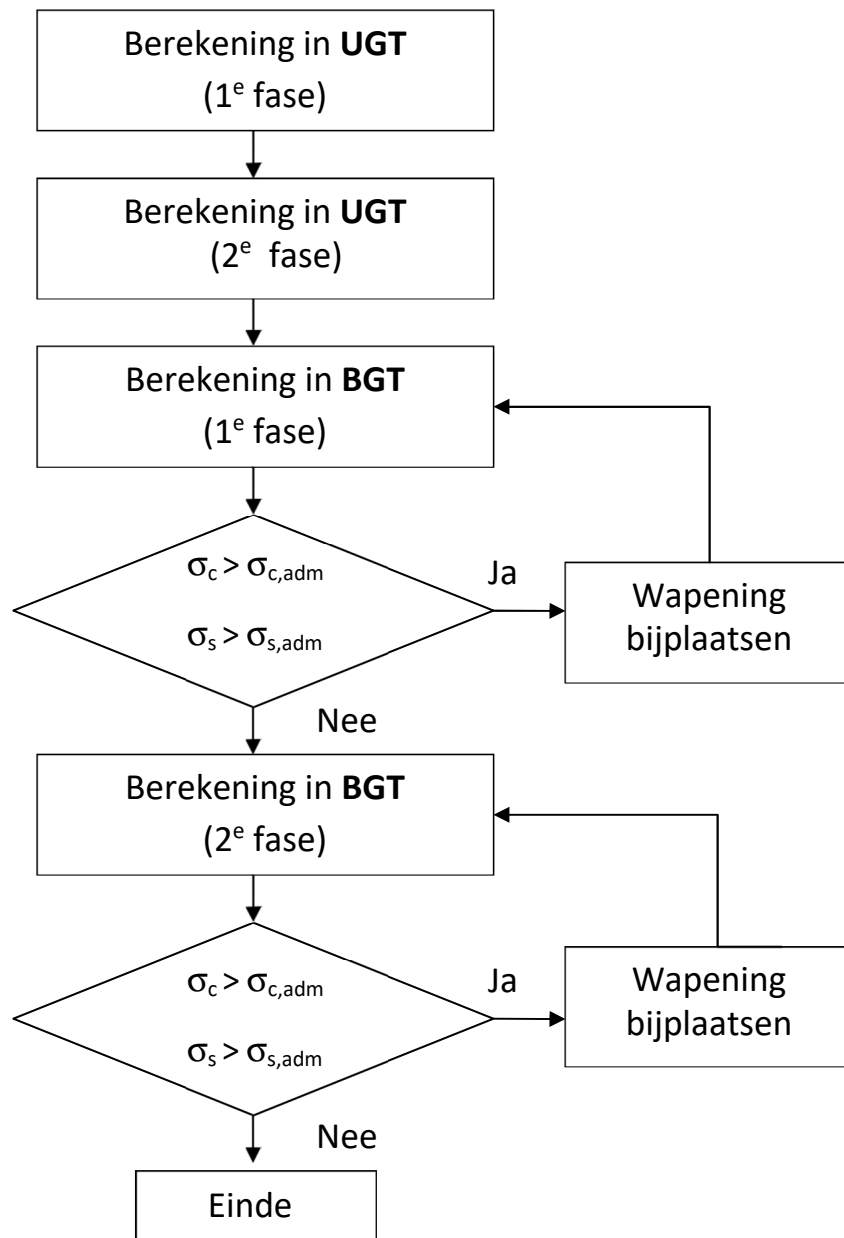 Berekening in UGT
(1e fase)
Berekening in UGT
(2e fase)
Berekening in BGT
(1e fase)
σc > σc,adm
σs > σs,adm
Ja
Wapening
bijplaatsen
Nee
Berekening in BGT
(2e fase)
σc > σc,adm
σs > σs,adm
Ja
Wapening
bijplaatsen
Nee
Einde